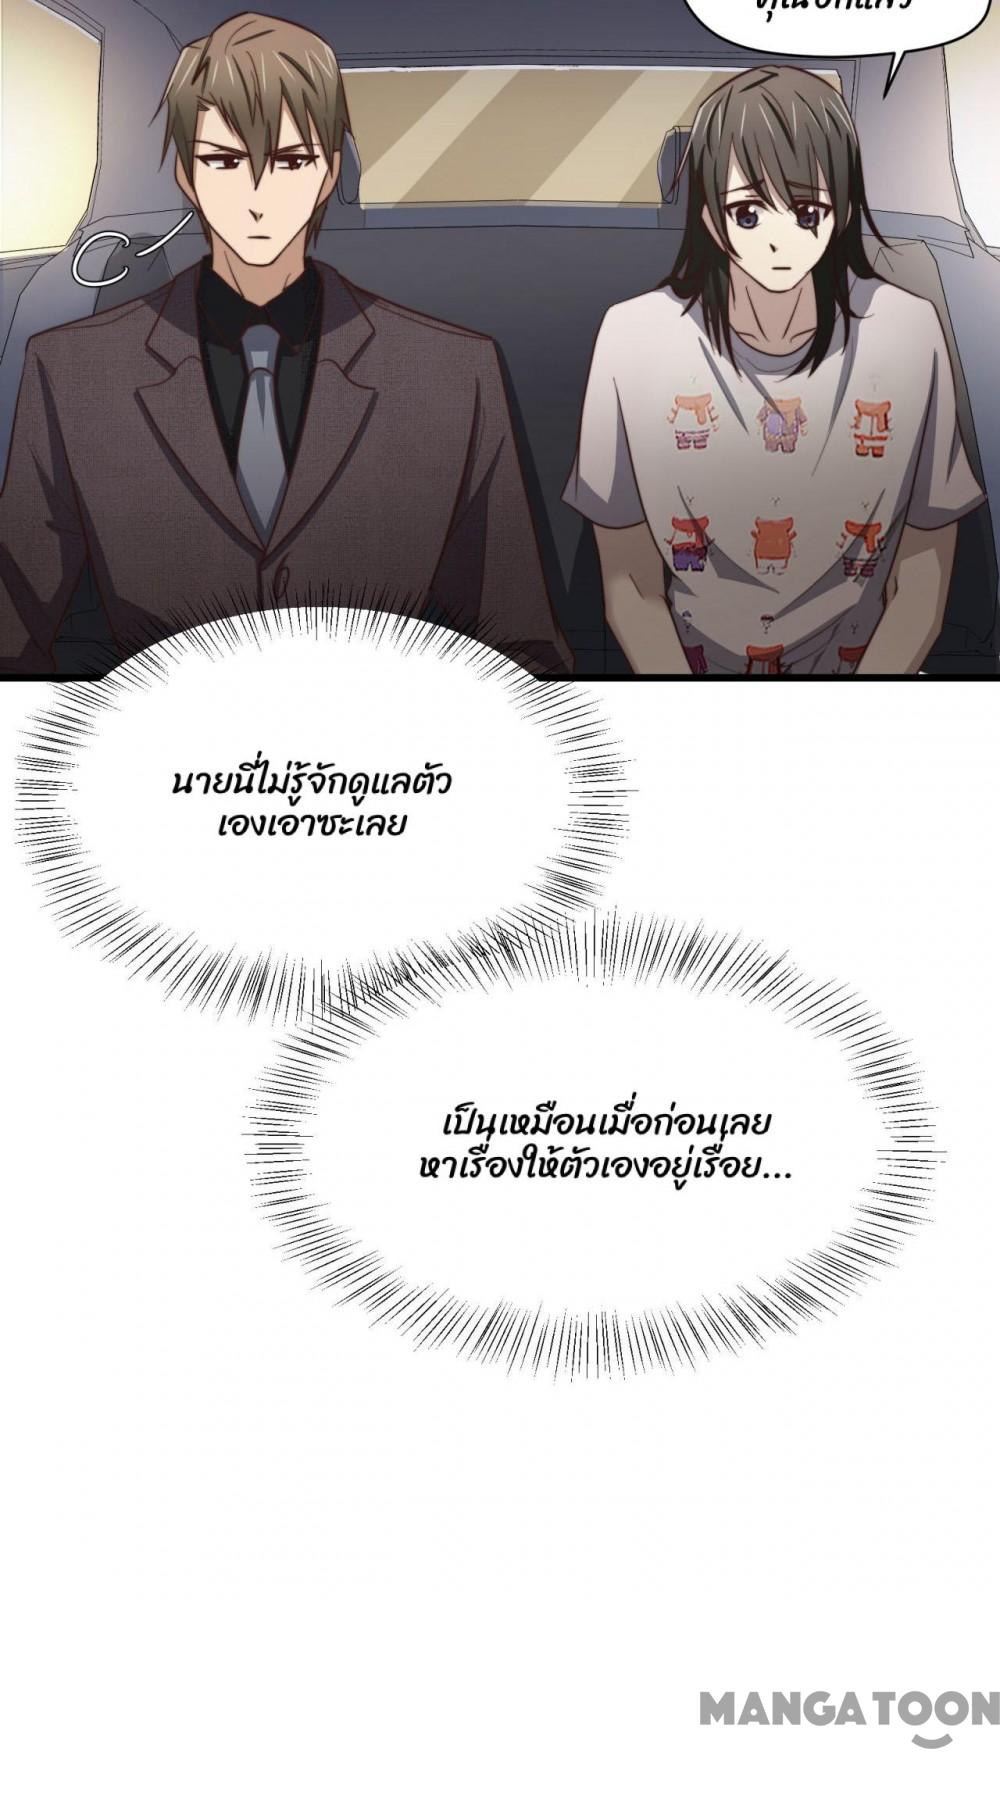 นายนี่ไม่รู้จักดูแลตัว
เองเอาซะเลย
เป็นเหมือนเมื่อก่อนเลย
หาเรื่องให้ตัวเองอยู่เรื่อย...
MANGATOON